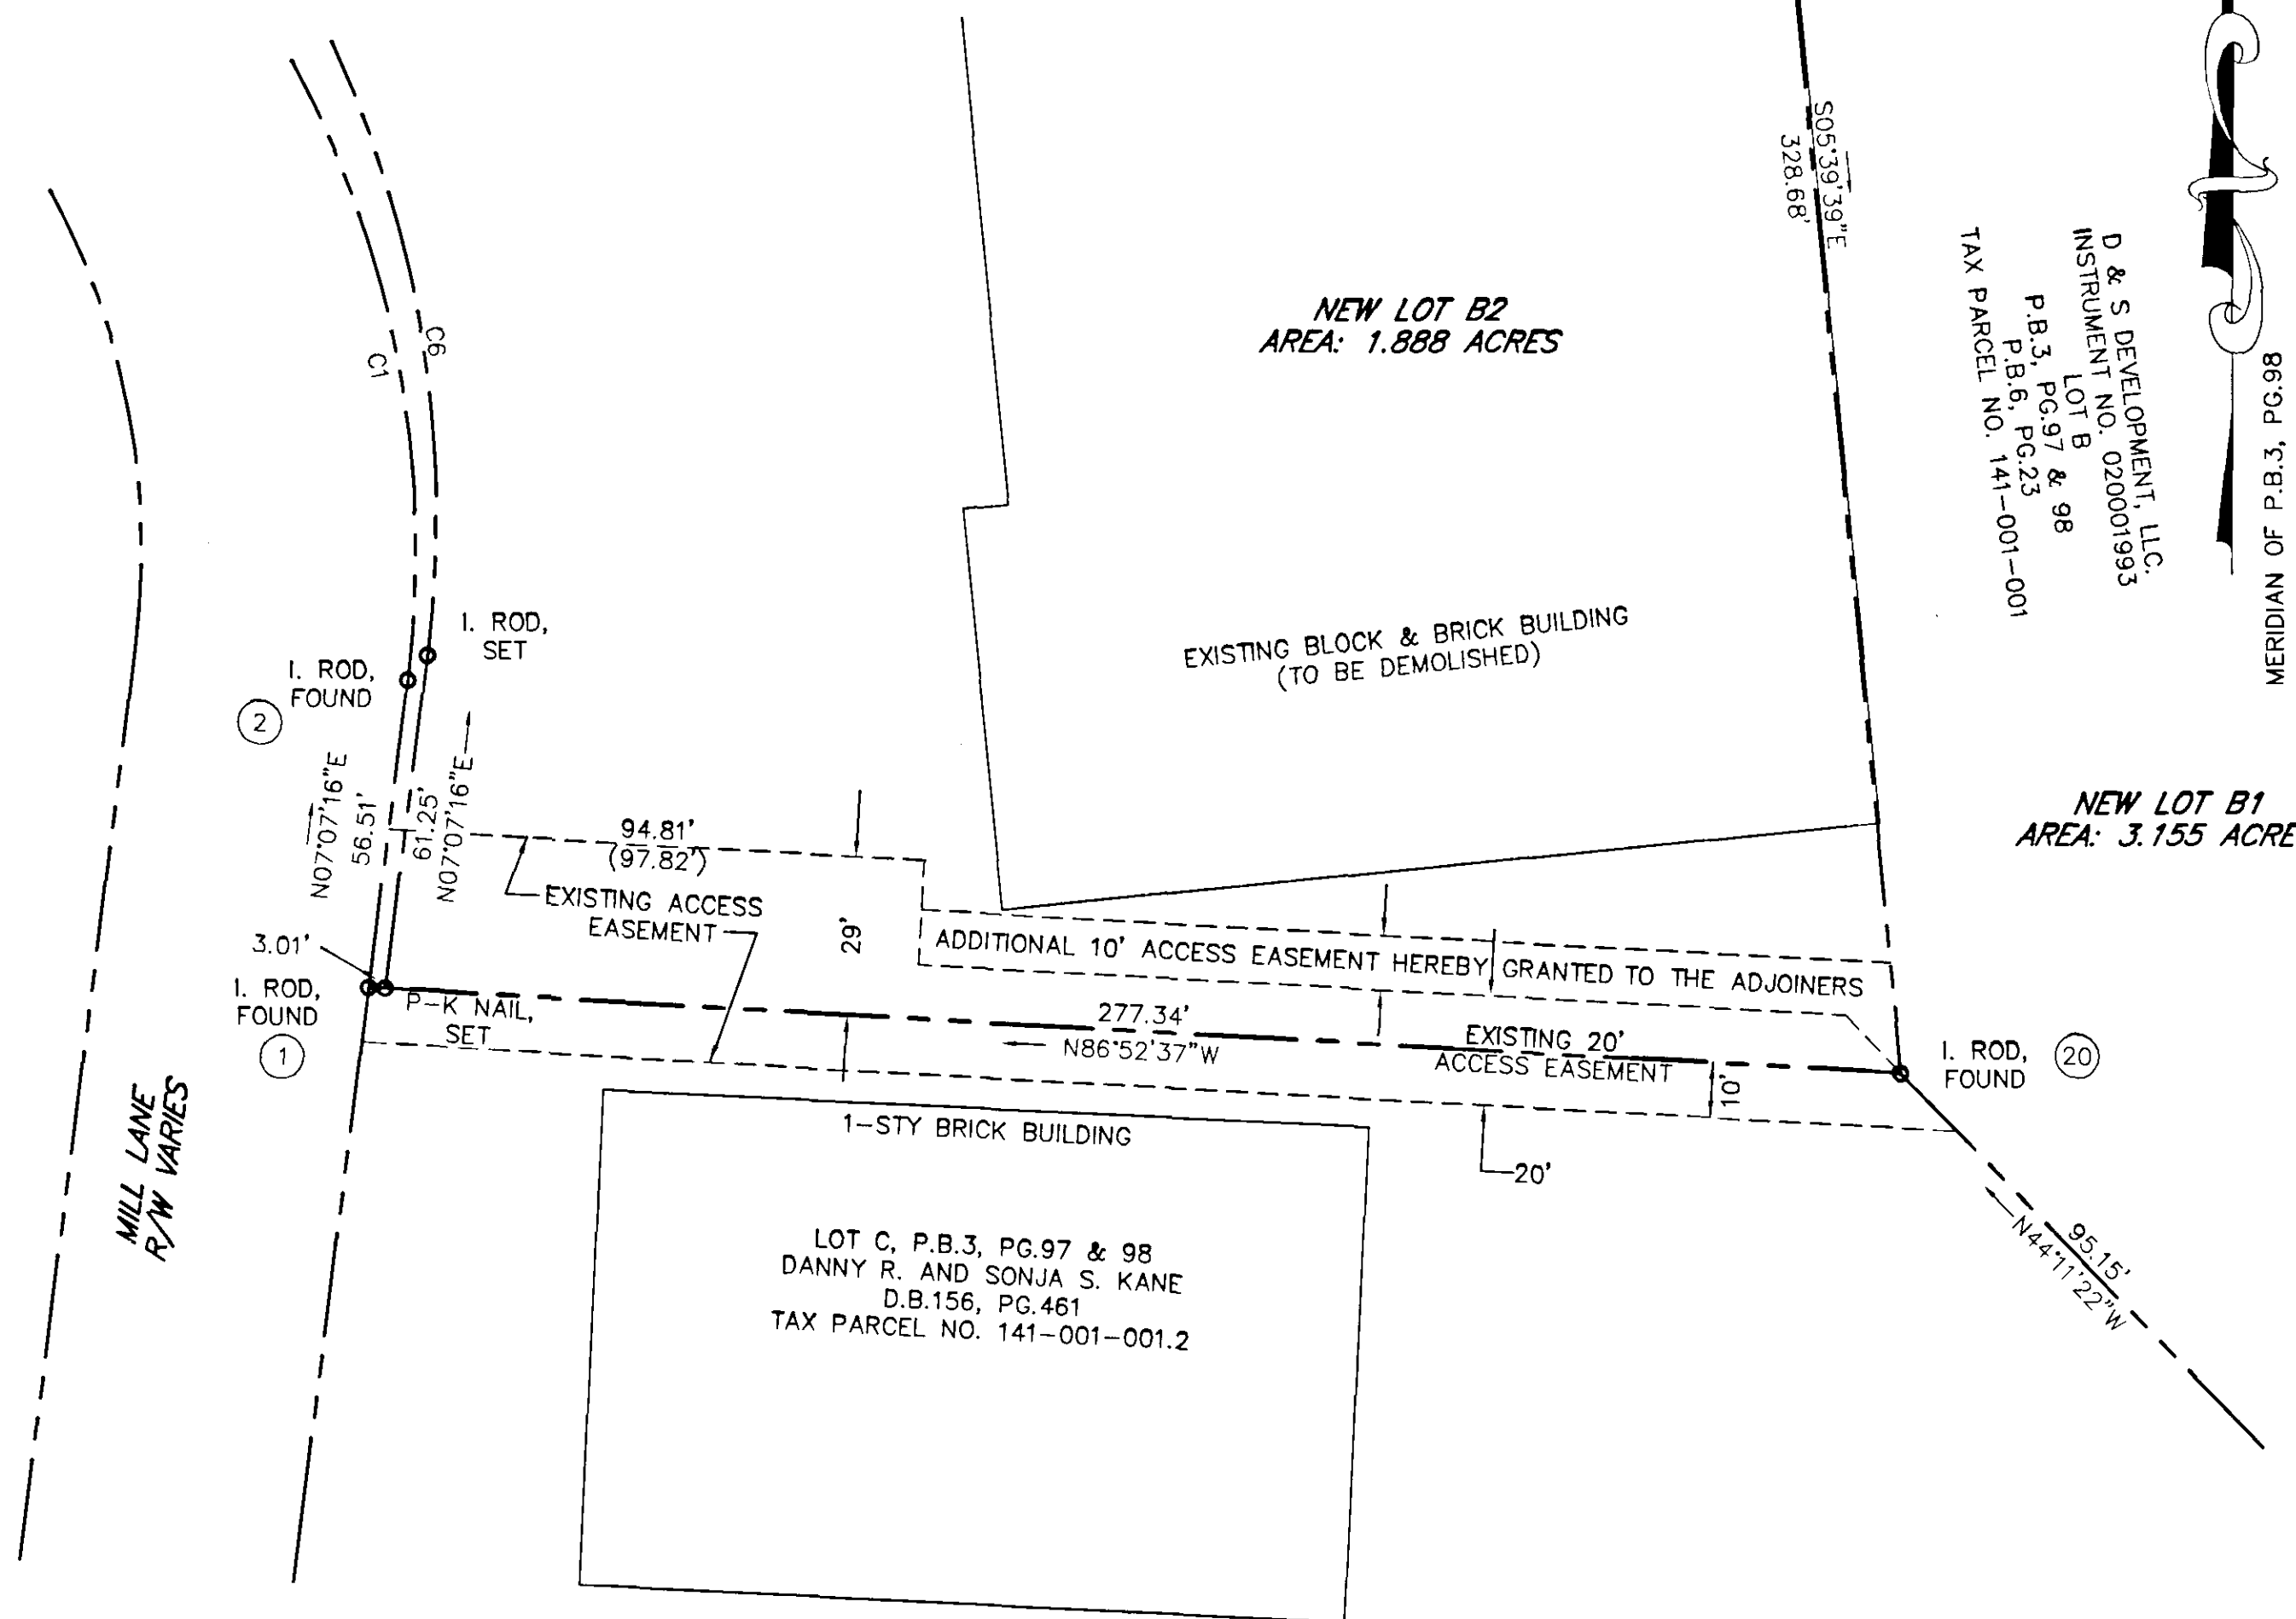 S05°39'39"E
328.68'
D & S DEVELOPMENT, LLC.
INSTRUMENT NO. 020001993
LOT B
P.B.3, PG.97 & 98
P.B.6, PG.23
TAX PARCEL NO. 141-001-001
MERIDIAN OF P.B.3, PG.98
NEW LOT B2
AREA: 1.888 ACRES
C6
C1
EXISTING BLOCK & BRICK BUILDING
(TO BE DEMOLISHED)
I. ROD,
SET
I. ROD,
FOUND
2
N07°07'16"E
56.51'
61.25'
N07°07'16"E
NEW LOT B1
AREA: 3.155 ACRE
94.81'
(97.82')
EXISTING ACCESS
EASEMENT
29'
ADDITIONAL 10' ACCESS EASEMENT HEREBY GRANTED TO THE ADJOINERS
3.01'
I. ROD,
FOUND
1
P-K NAIL,
SET
277.34'
N86°52'37"W
EXISTING 20'
ACCESS EASEMENT
10'
I. ROD,
FOUND
20
MILL LANE
R/W VARIES
1-STY BRICK BUILDING
20'
LOT C, P.B.3, PG.97 & 98
DANNY R. AND SONJA S. KANE
D.B.156, PG.461
TAX PARCEL NO. 141-001-001.2
95.15'
N44°11'22"W